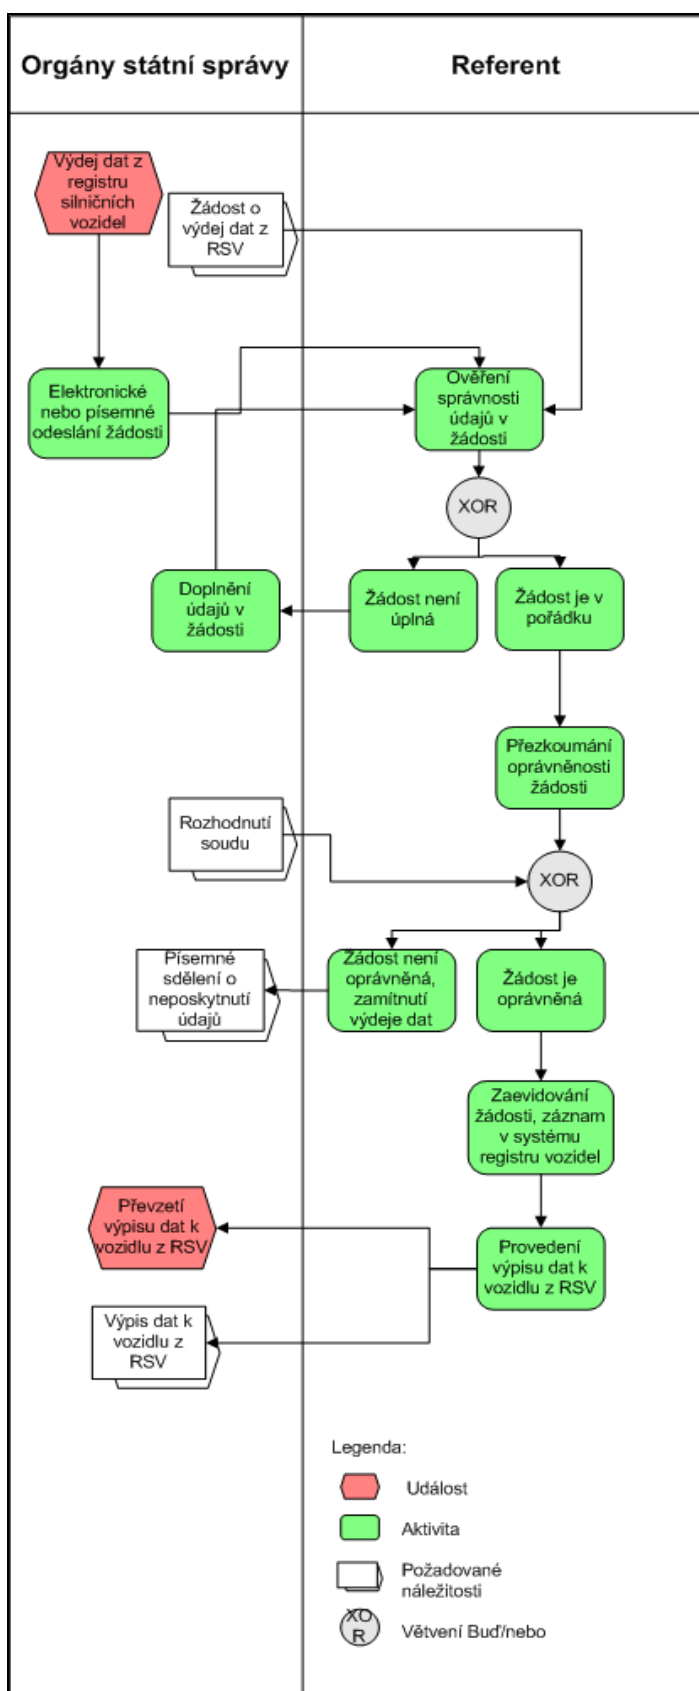 Orgány státní správy
Referent
Výdej dat z
registru
silničních
vozidel
Žádost o
výdej dat z
RSV
Elektronické
nebo písemné
odeslání žádosti
Ověření
správnosti
údajů v
žádosti
XOR
Doplnění
údajů v
žádosti
Žádost není
úplná
Žádost je v
pořádku
Přezkoumání
oprávněnosti
žádosti
Rozhodnutí
soudu
XOR
Písemné
sdělení o
neposkytnutí
údajů
Žádost není
oprávněná,
zamítnutí
výdeje dat
Žádost je
oprávněná
Zaevidování
žádosti, záznam
v systému
registru vozidel
Převzetí
výpisu dat k
vozidlu z RSV
Provedení
výpisu dat k
vozidlu z RSV
Výpis dat k
vozidlu z
RSV
Legenda:
Událost
Aktivita
Požadované
náležitosti
XO
R
Větvení Buď/nebo